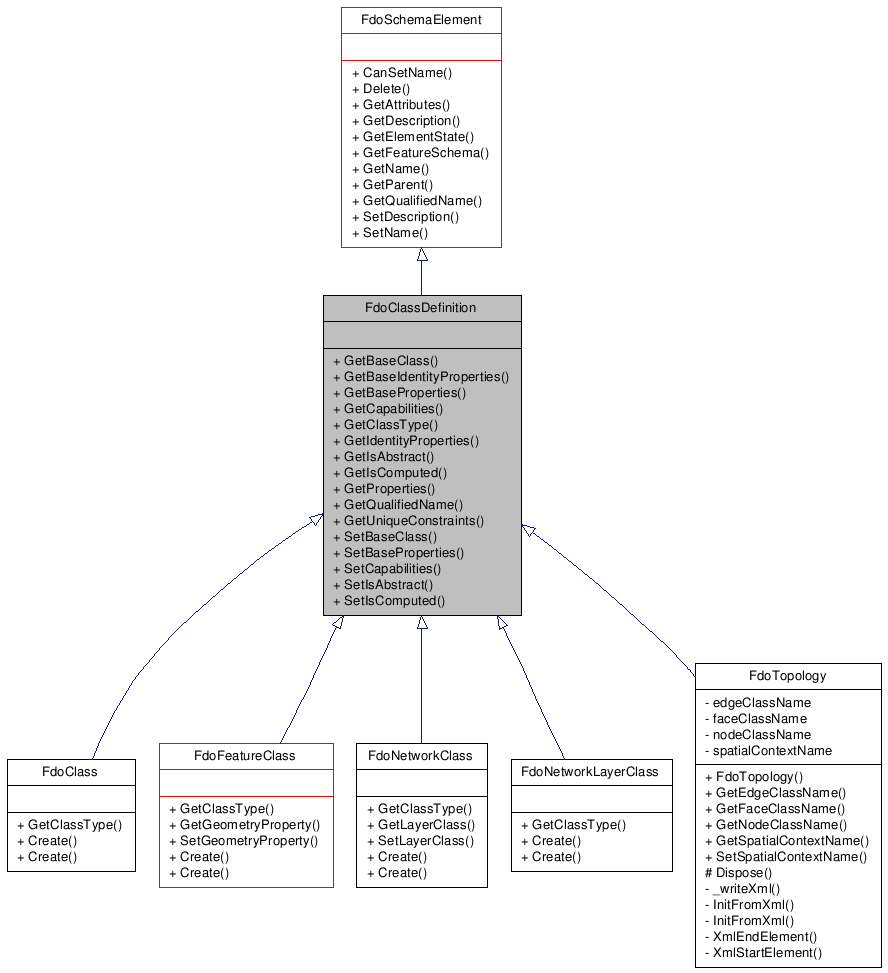 FdoSchemaElement
+ CanSetName()
+ Delete()
+ GetAttributes()
+ GetDescription()
+ GetElementState()
+ GetFeatureSchema()
+ GetName()
+ GetParent()
+ GetQualifiedName()
+ SetDescription()
+ SetName()
FdoClassDefinition
+ GetBaseClass()
+ GetBaseIdentityProperties()
+ GetBaseProperties()
+ GetCapabilities()
+ GetClassType()
+ GetIdentityProperties()
+ GetIsAbstract()
+ GetIsComputed()
+ GetProperties()
+ GetQualifiedName()
+ GetUniqueConstraints()
+ SetBaseClass()
+ SetBaseProperties()
+ SetCapabilities()
+ SetIsAbstract()
+ SetIsComputed()
FdoClass
+ GetClassType()
+ Create()
+ Create()
FdoFeatureClass
+ GetClassType()
+ GetGeometryProperty()
+ SetGeometryProperty()
+ Create()
+ Create()
FdoNetworkClass
+ GetClassType()
+ GetLayerClass()
+ SetLayerClass()
+ Create()
+ Create()
FdoNetworkLayerClass
+ GetClassType()
+ Create()
+ Create()
FdoTopology
- edgeClassName
- faceClassName
- nodeClassName
- spatialContextName
+ FdoTopology()
+ GetEdgeClassName()
+ GetFaceClassName()
+ GetNodeClassName()
+ GetSpatialContextName()
+ SetSpatialContextName()
# Dispose()
- _writeXml()
- InitFromXml()
- InitFromXml()
- XmlEndElement()
- XmlStartElement()